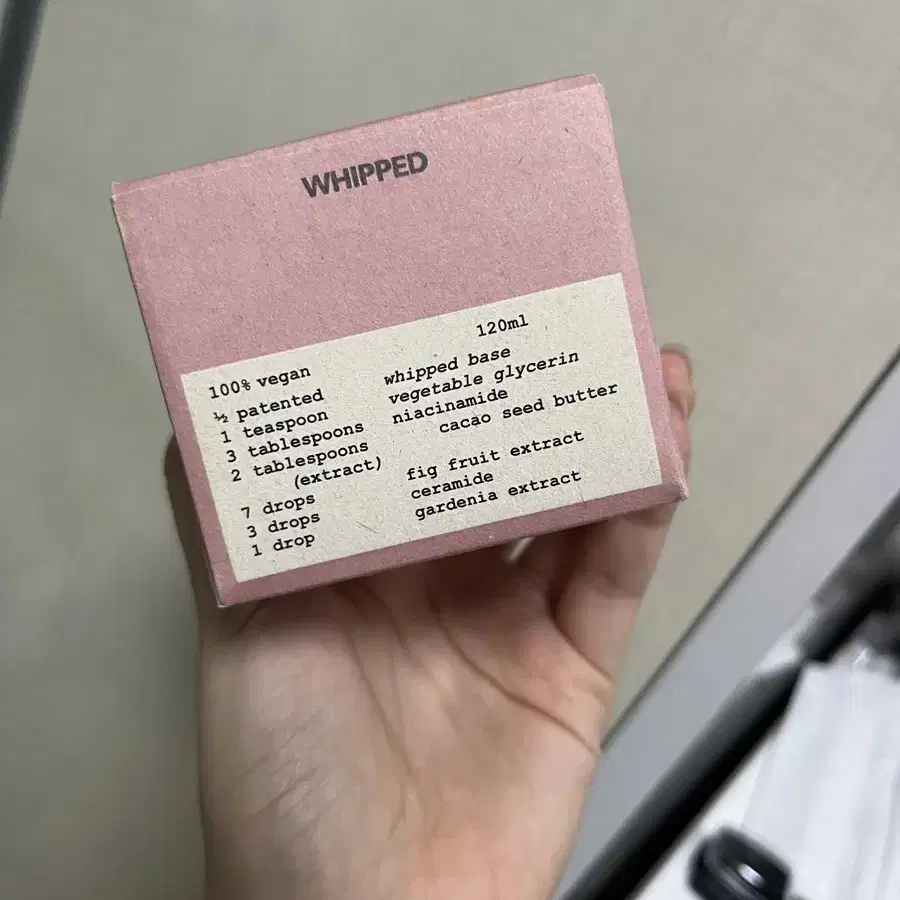 WHIPPED
120ml
100% vegan
½ patented whipped base
1 teaspoon vegetable glycerin
3 tablespoons niacinamide
2 tablespoons cacao seed butter
(extract)
7 drops fig fruit extract
3 drops ceramide
1 drop gardenia extract